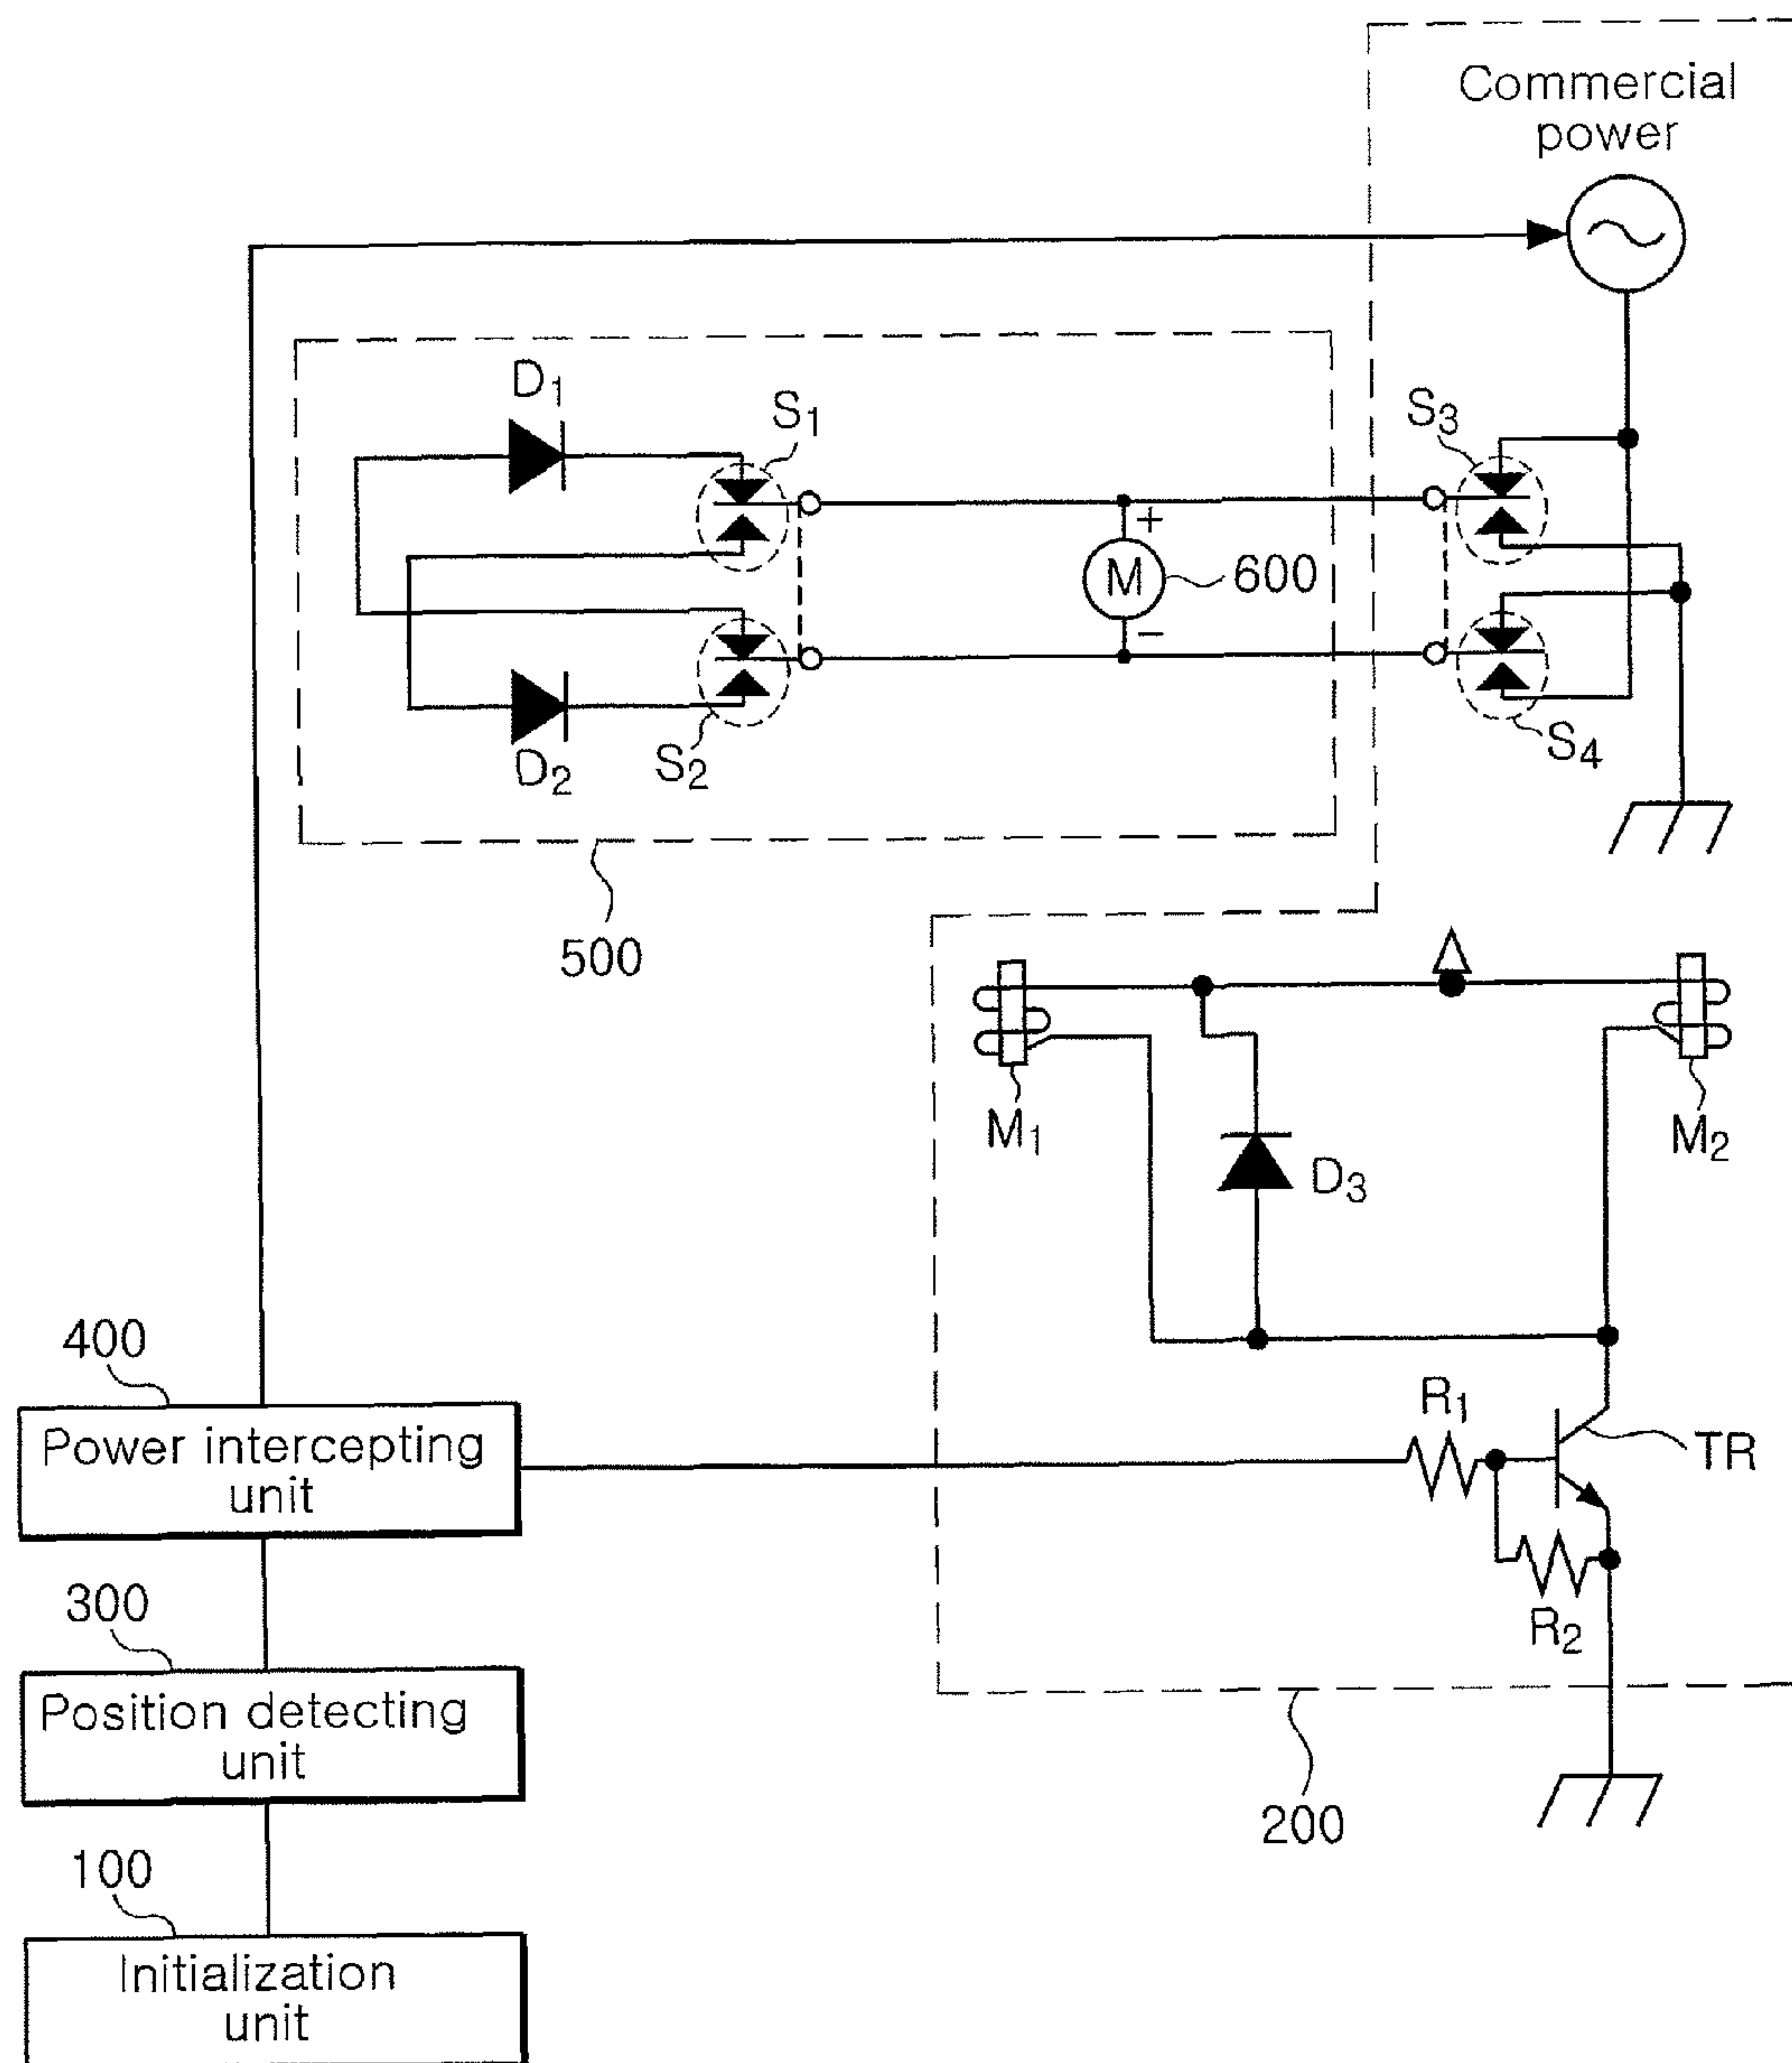 Commercial
power
D1
S1
S3
+
M
600
−
D2
S2
S4
500
M1
D3
M2
400
Power intercepting
unit
R1
TR
300
R2
Position detecting
unit
200
100
Initialization
unit